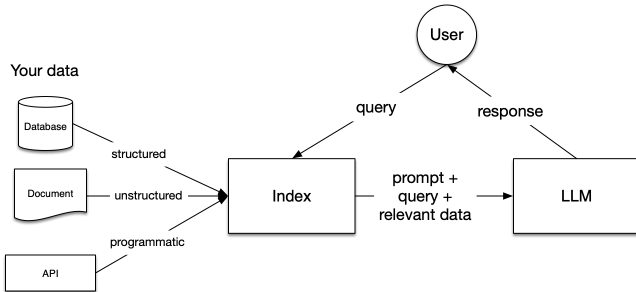 User
Your data
query
response
Database
structured
Document
unstructured
Index
prompt +
query +
relevant data
LLM
programmatic
API